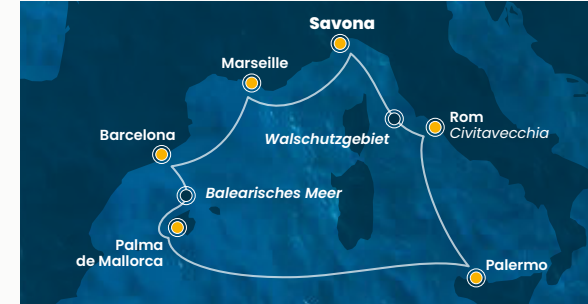 Savona
Marseille
Rom
Civitavecchia
Walschutzgebiet
Barcelona
Balearisches Meer
Palma
de Mallorca
Palermo